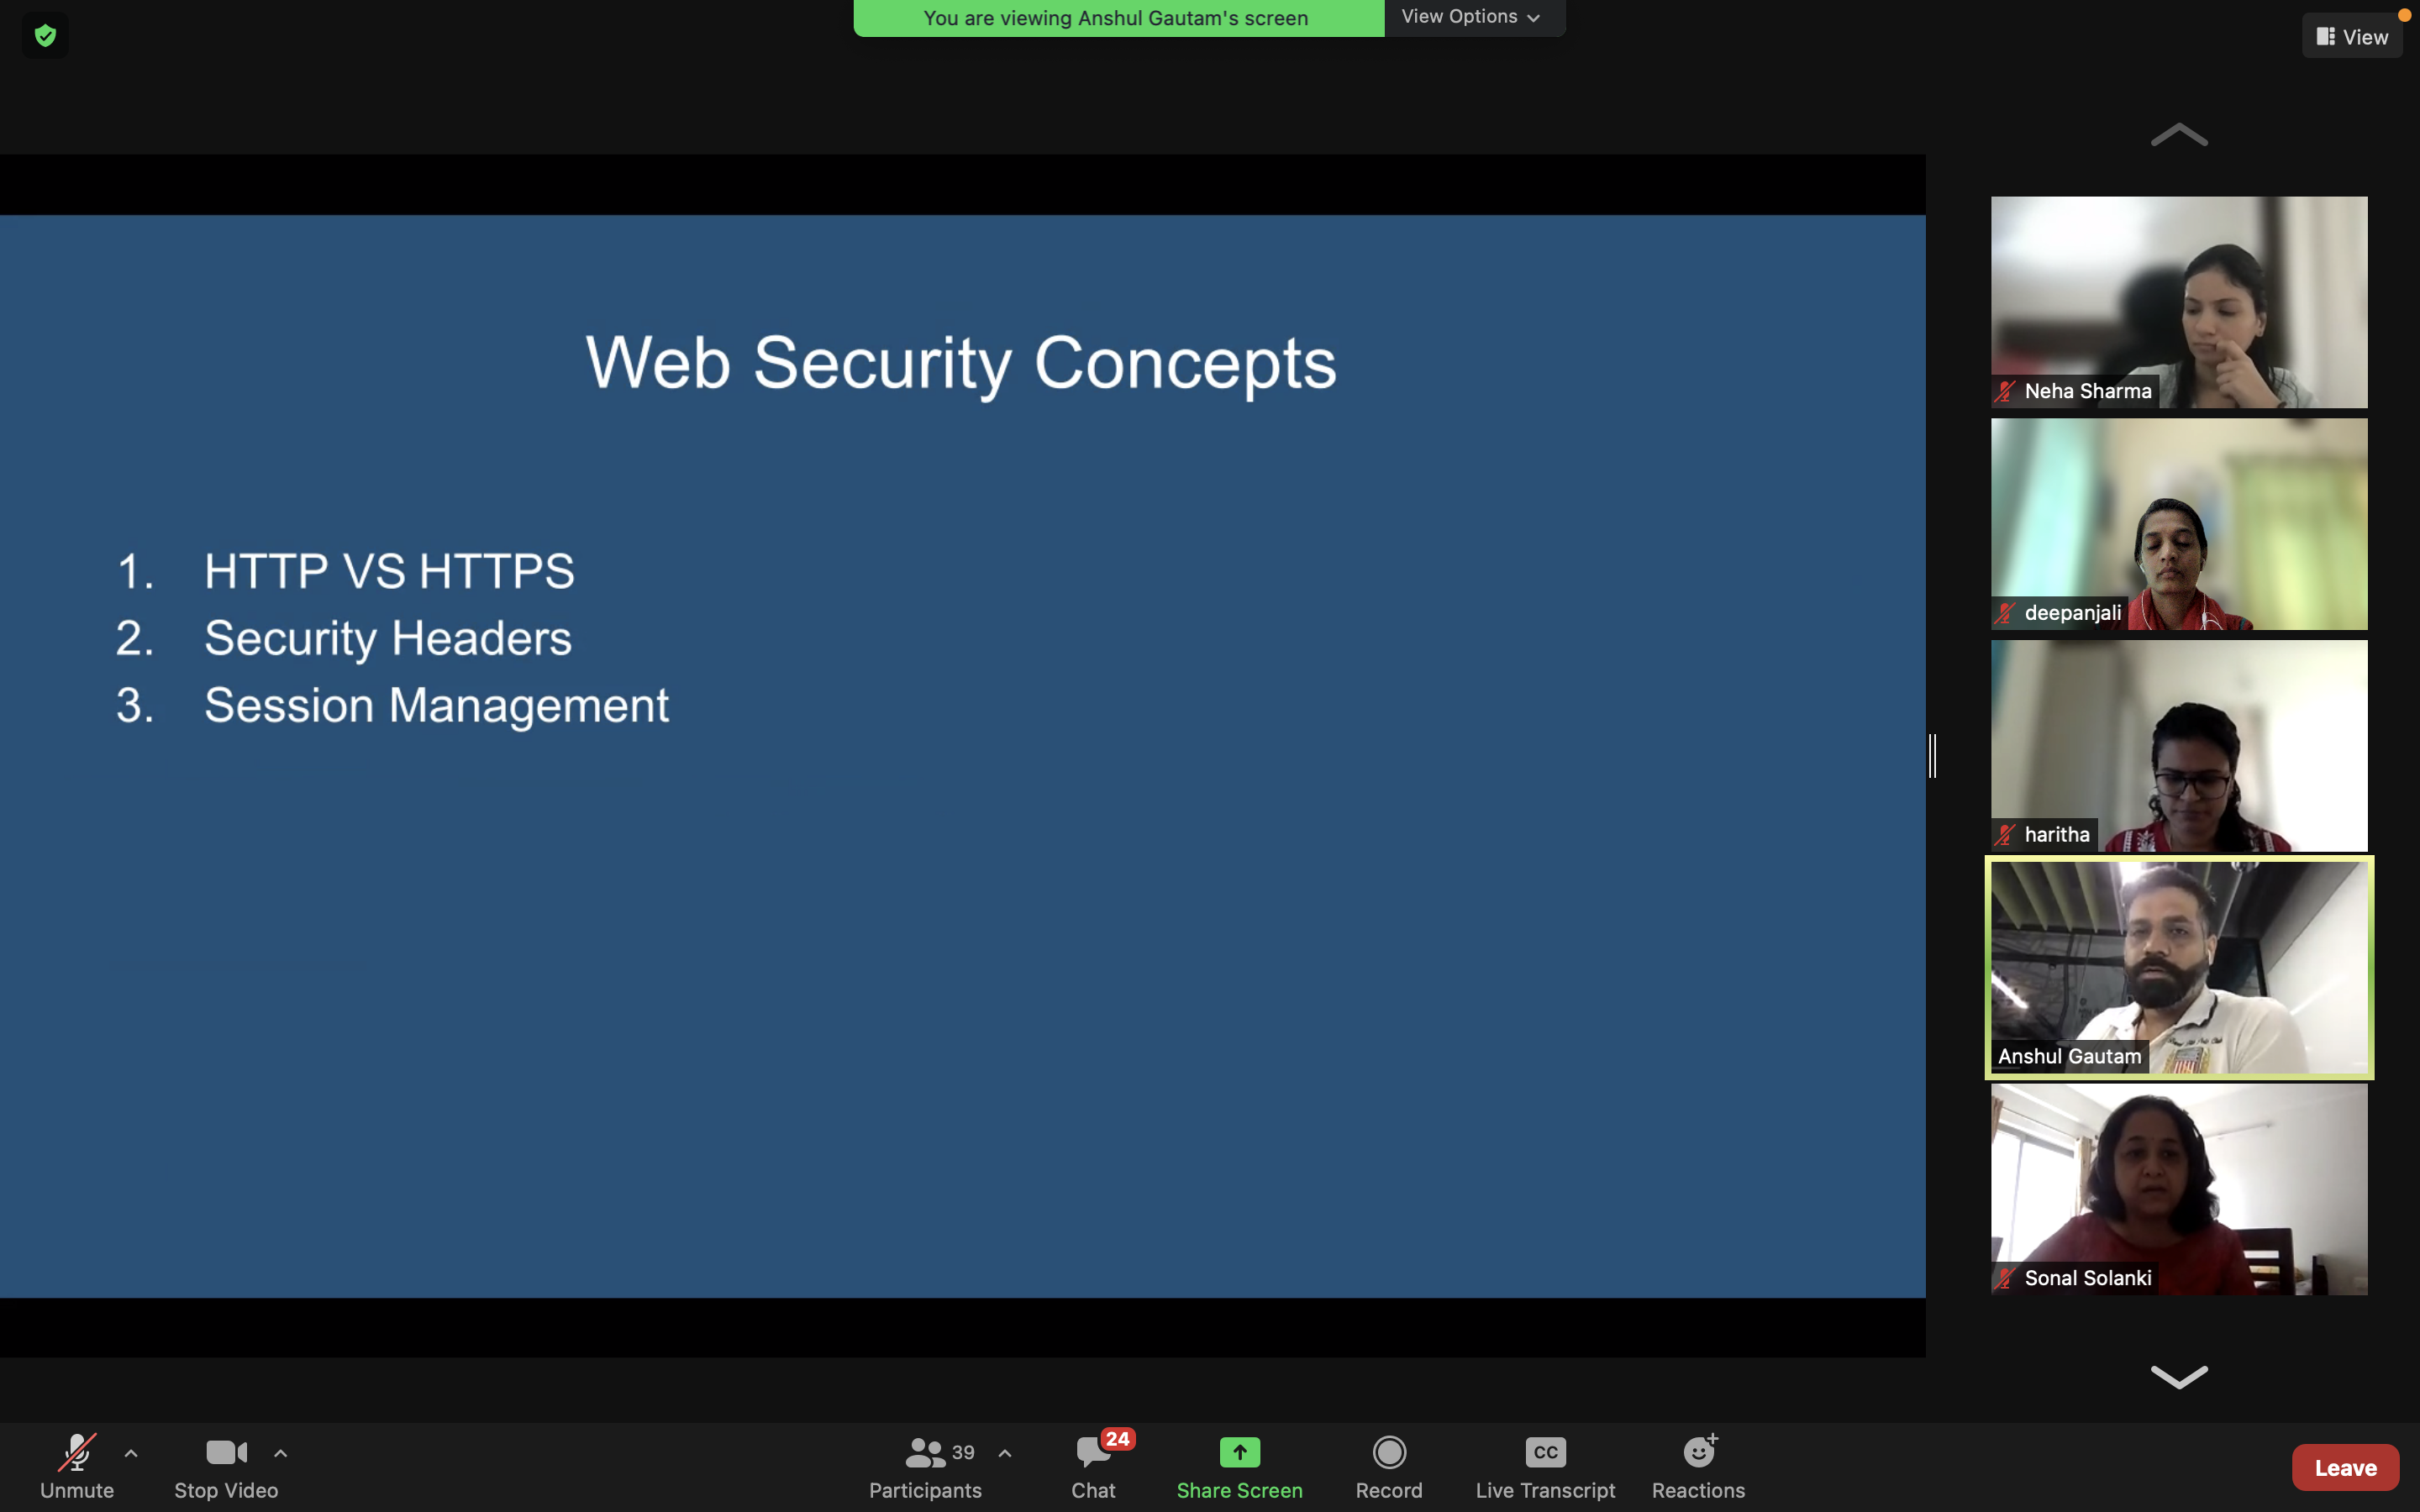 You are viewing Anshul Gautam's screen
View Options
View
Web Security Concepts
1. HTTP VS HTTPS
2. Security Headers
3. Session Management
Neha Sharma
deepanjali
haritha
Anshul Gautam
Sonal Solanki
Unmute
Stop Video
39
Participants
24
Chat
Share Screen
Record
CC
Live Transcript
Reactions
Leave